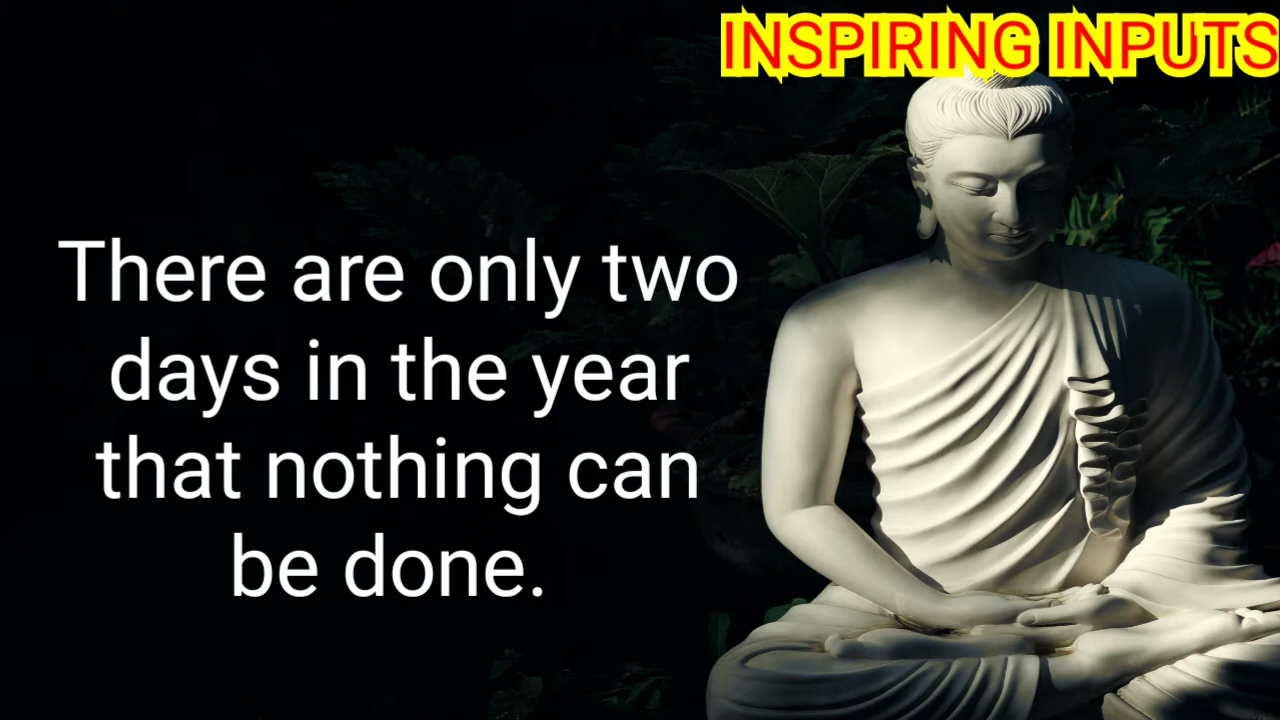 INSPIRING INPUTS
There are only two
days in the year
that nothing can
be done.